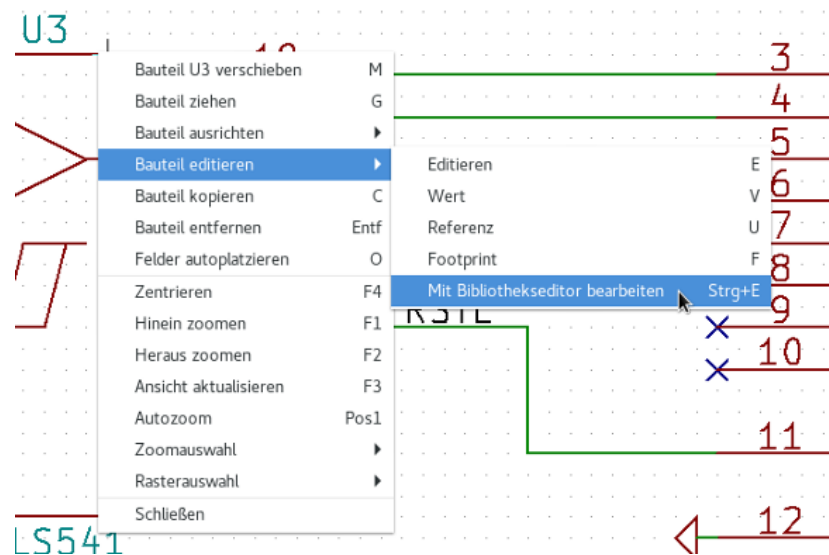 U3
Bauteil U3 verschieben M
Bauteil ziehen G
Bauteil ausrichten
Bauteil editieren
Bauteil kopieren C
Bauteil entfernen Entf
Felder autoplatzieren O
Zentrieren F4
Hinein zoomen F1
Heraus zoomen F2
Ansicht aktualisieren F3
Autozoom Pos1
Zoomauswahl
Rasterauswahl
Schließen
Editieren E
Wert V
Referenz U
Footprint F
Mit Bibliothekseditor bearbeiten Strg+E
3
4
5
6
7
8
9
10
11
12
LS541